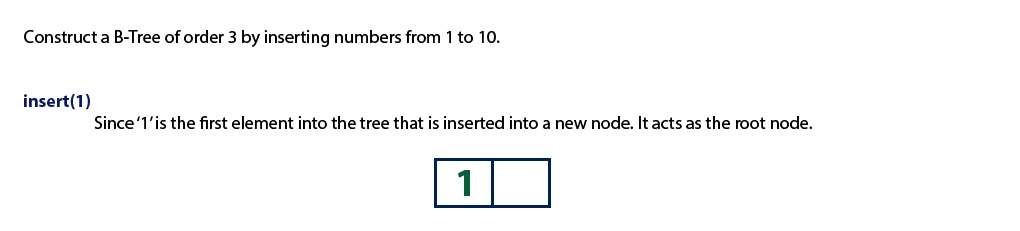 Construct a B-Tree of order 3 by inserting numbers from 1 to 10.
insert(1)
Since ‘1’ is the first element into the tree that is inserted into a new node. It acts as the root node.
1